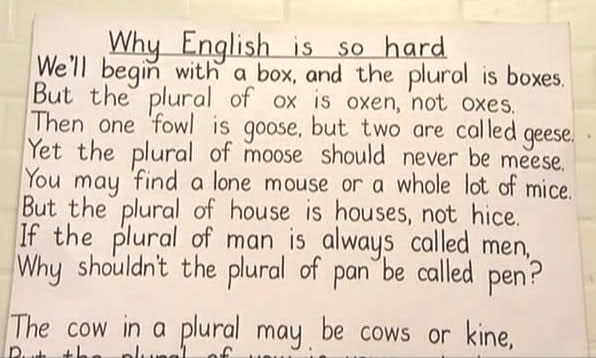 Why English is so hard
We'll begin with a box, and the plural is boxes.
But the plural of ox is oxen, not oxes.
Then one fowl is goose, but two are called geese.
Yet the plural of moose should never be meese.
You may find a lone mouse or a whole lot of mice.
But the plural of house is houses, not hice.
If the plural of man is always called men,
Why shouldn't the plural of pan be called pen?
The cow in a plural may be cows or kine,
But the plural of